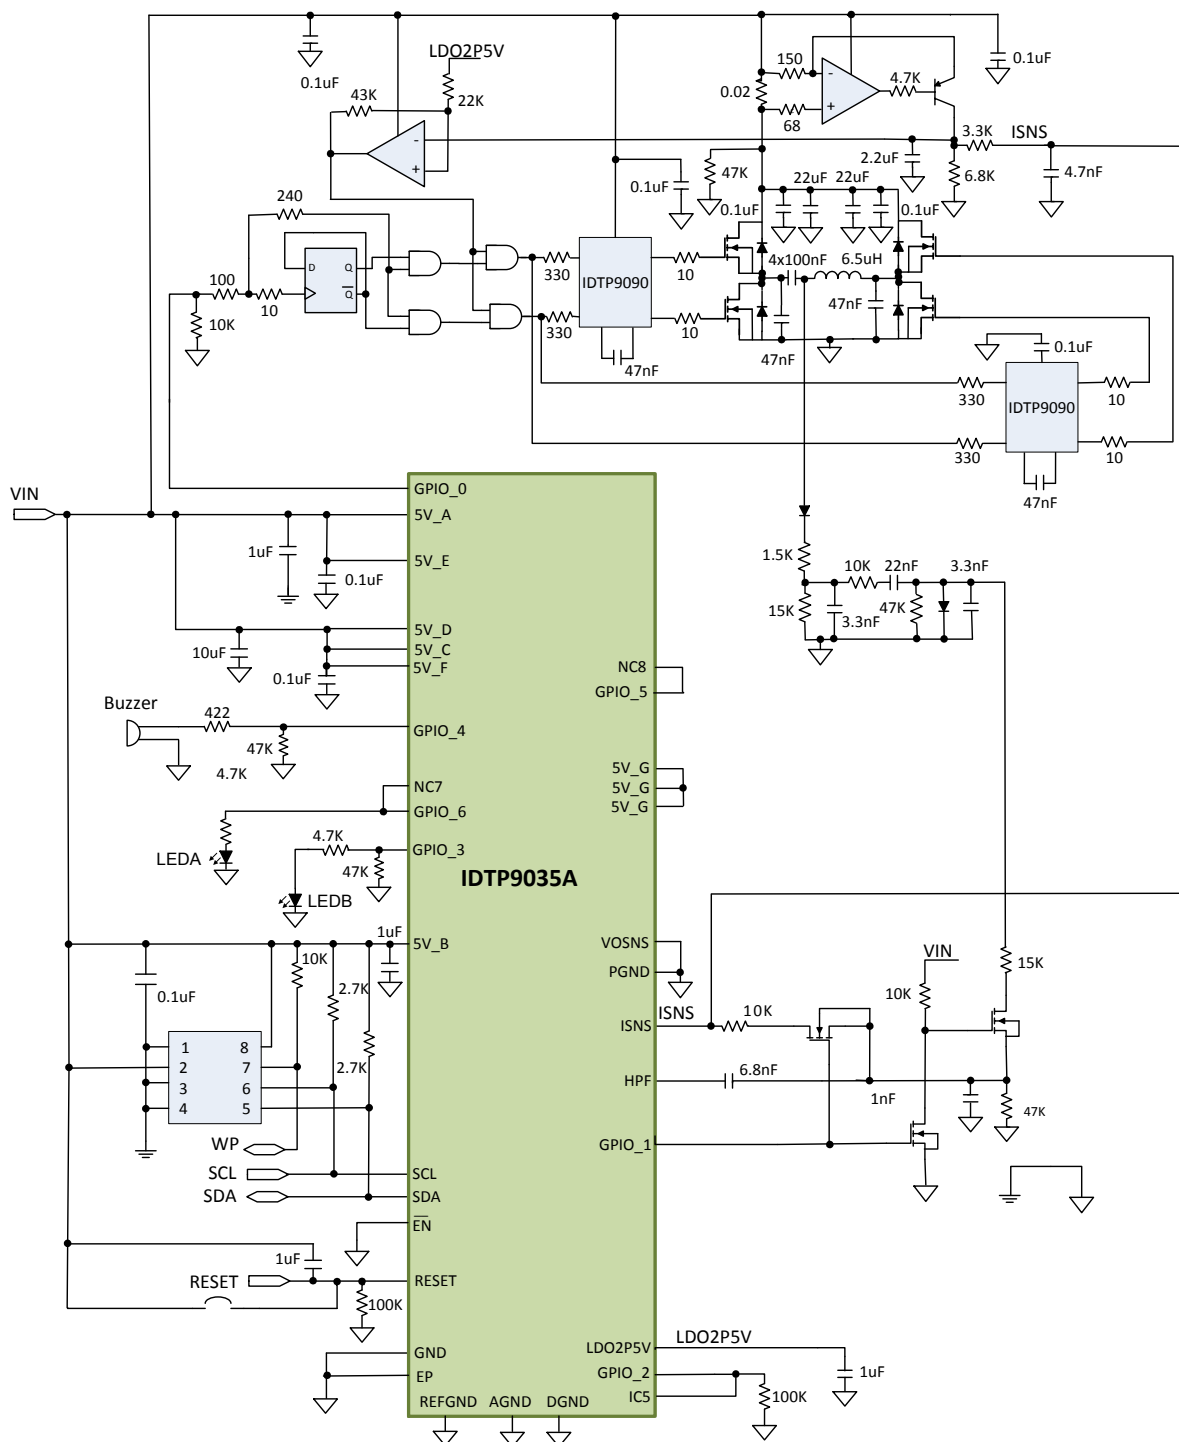 0.1uF
LDO2P5V
22K
43K
-
+
150
0.02
68
-
+
4.7K
0.1uF
3.3K
ISNS
2.2uF
6.8K
4.7nF
47K
0.1uF
22uF
22uF
0.1uF
0.1uF
240
D
Q
Q
100
10
10K
330
330
IDTP9090
10
10
47nF
4x100nF
6.5uH
47nF
47nF
0.1uF
330
330
IDTP9090
10
10
47nF
VIN
GPIO_0
5V_A
1uF
5V_E
0.1uF
5V_D
5V_C
5V_F
10uF
0.1uF
1.5K
10K
22nF
3.3nF
15K
3.3nF
47K
NC8
GPIO_5
Buzzer
422
47K
4.7K
GPIO_4
5V_G
5V_G
5V_G
NC7
GPIO_6
LEDA
4.7K
GPIO_3
47K
LEDB
IDTP9035A
1uF
5V_B
10K
0.1uF
2.7K
2.7K
1
2
3
4
8
7
6
5
WP
SCL
SDA
SCL
SDA
EN
VOSNS
PGND
ISNS
ISNS
10K
HPF
6.8nF
1nF
GPIO_1
VIN
10K
15K
47K
1uF
RESET
RESET
100K
GND
EP
REFGND
AGND
DGND
LDO2P5V
LDO2P5V
GPIO_2
IC5
1uF
100K